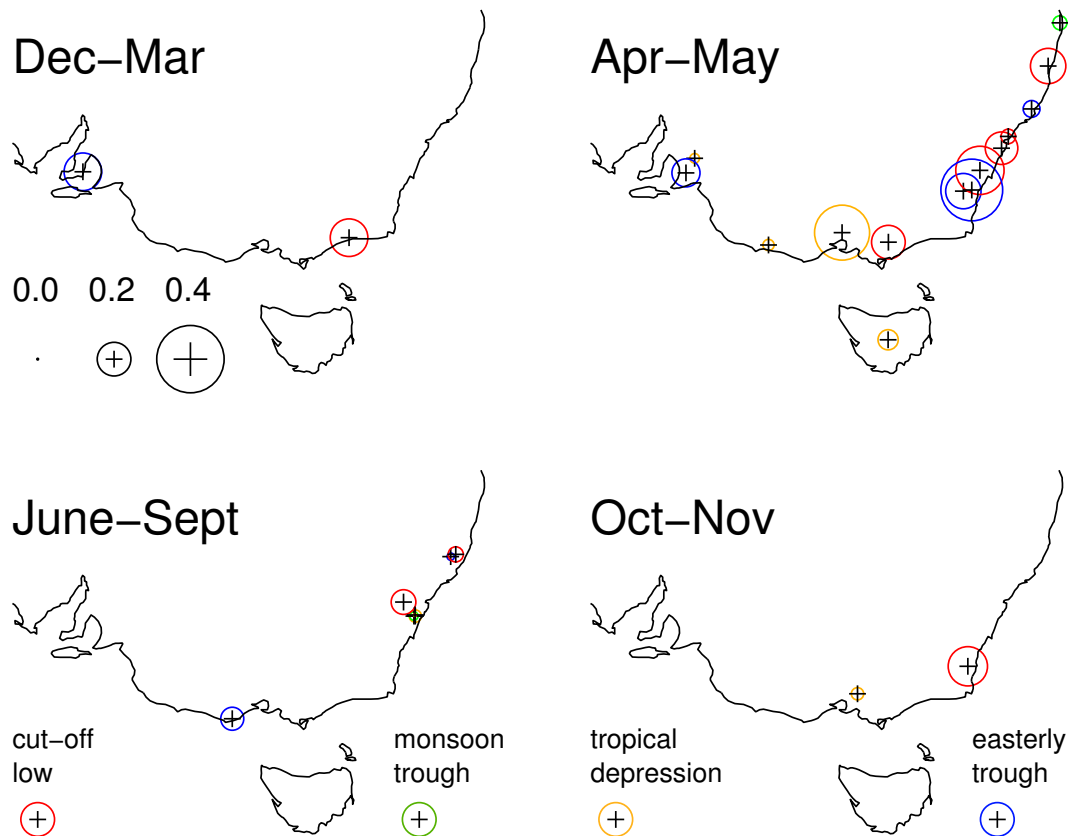 Dec−Mar
Apr−May
0.0 0.2 0.4
June−Sept
Oct−Nov
cut−off
low
monsoon
trough
tropical
depression
easterly
trough